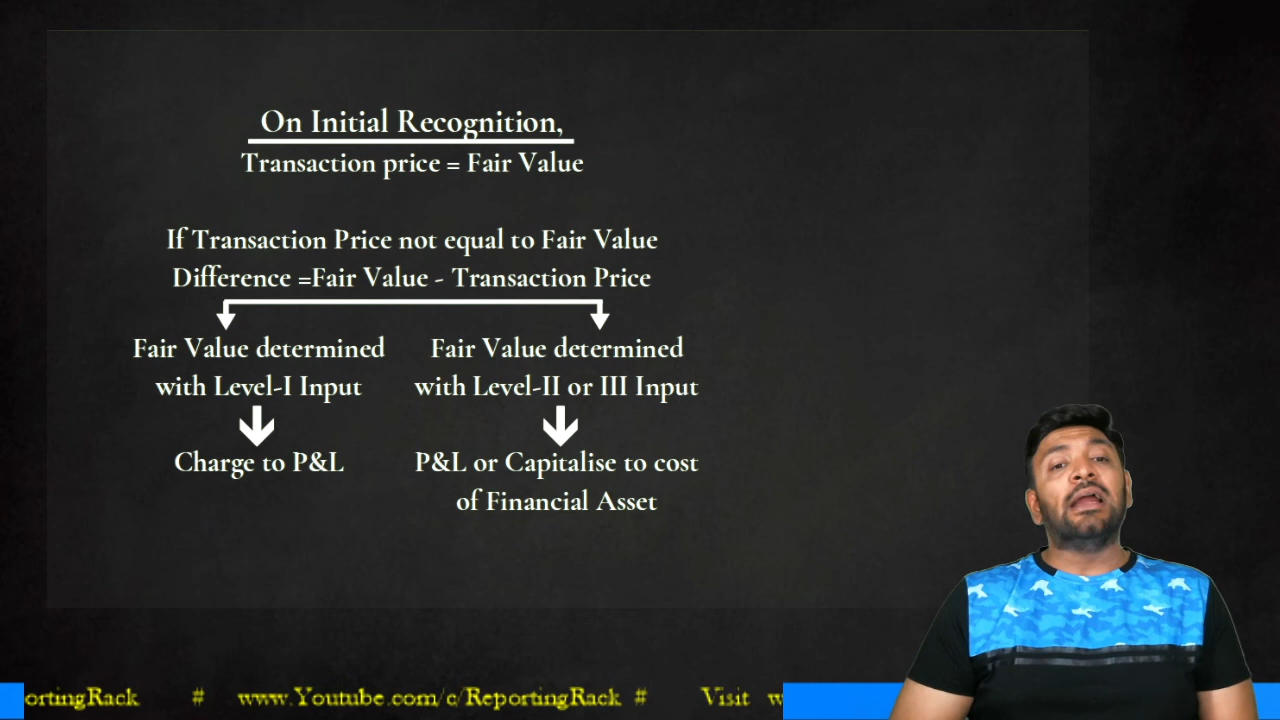 On Initial Recognition,
Transaction price = Fair Value
If Transaction Price not equal to Fair Value
Difference =Fair Value - Transaction Price
Fair Value determined
with Level-I Input
Charge to P&L
Fair Value determined
with Level-II or III Input
P&L or Capitalise to cost
of Financial Asset
ortingRack # www.Youtube.com/c/ReportingRack # Visit w